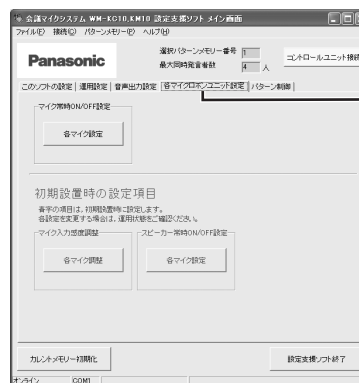 会議マイクシステム WM-KC10,KM10 設定支援ソフト メイン画面
ファイル(F) 接続(C) パターンメモリー(P) ヘルプ(H)
Panasonic
選択パターンメモリー番号 1
最大同時発言者数 4 人
コントロールユニット接続
このソフトの設定 運用設定 音声出力設定 各マイクロホンユニット設定 パターン制御
マイク常時ON/OFF設定
各マイク設定
初期設置時の設定項目
青字の項目は、初期設置時に設定します。
各設定を変更する場合は、運用状態をご確認ください。
マイク入力感度調整 スピーカー常時ON/OFF設定
各マイク調整 各マイク設定
カレントメモリー初期化 設定支援ソフト終了
オンライン COM1